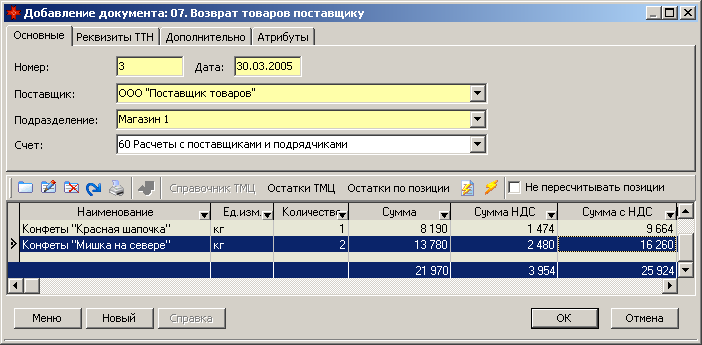 Добавление документа: 07. Возврат товаров поставщику
Основные Реквизиты ТТН Дополнительно Атрибуты
Номер: 3 Дата: 30.03.2005
Поставщик: ООО "Поставщик товаров"
Подразделение: Магазин 1
Счет: 60 Расчеты с поставщиками и подрядчиками
Справочник ТМЦ Остатки ТМЦ Остатки по позиции Не пересчитывать позиции
Наименование Ед.изм. Количество Сумма Сумма НДС Сумма с НДС
Конфеты "Красная шапочка" кг 1 8 190 1 474 9 664
Конфеты "Мишка на севере" кг 2 13 780 2 480 16 260
21 970 3 954 25 924
Меню Новый Справка ОК Отмена